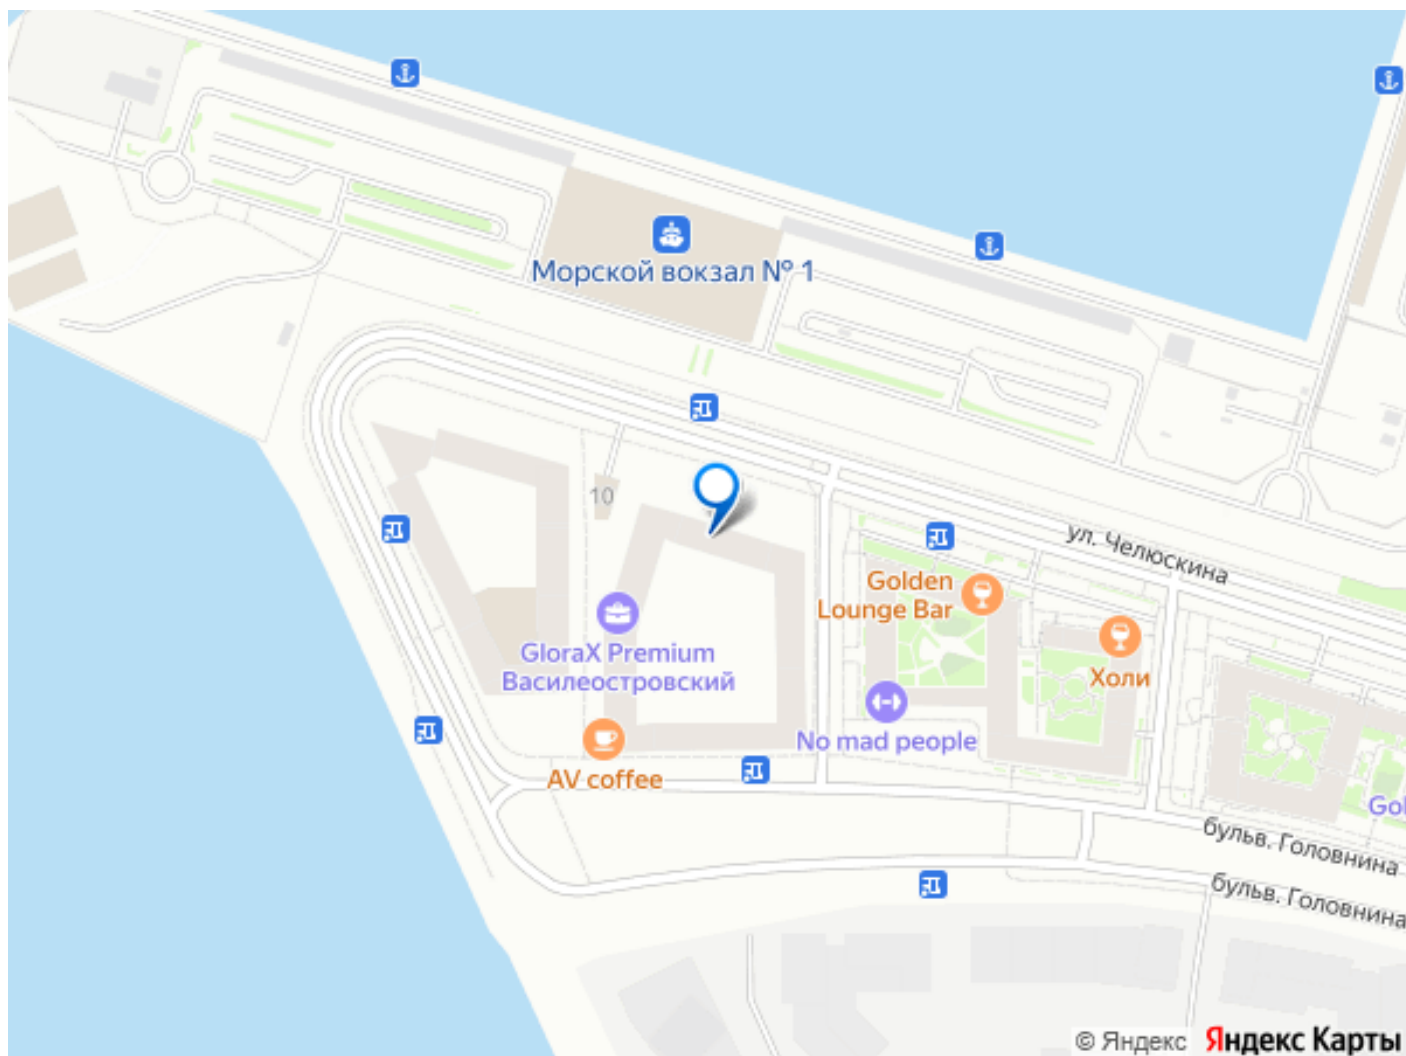 Морской вокзал № 1
10
ул. Челюскина
Golden
Lounge Bar
Холи
GloraX Premium
Василеостровский
No mad people
AV coffee
Gol
бульв. Головнина
бульв. Головнина
© Яндекс Яндекс Карты